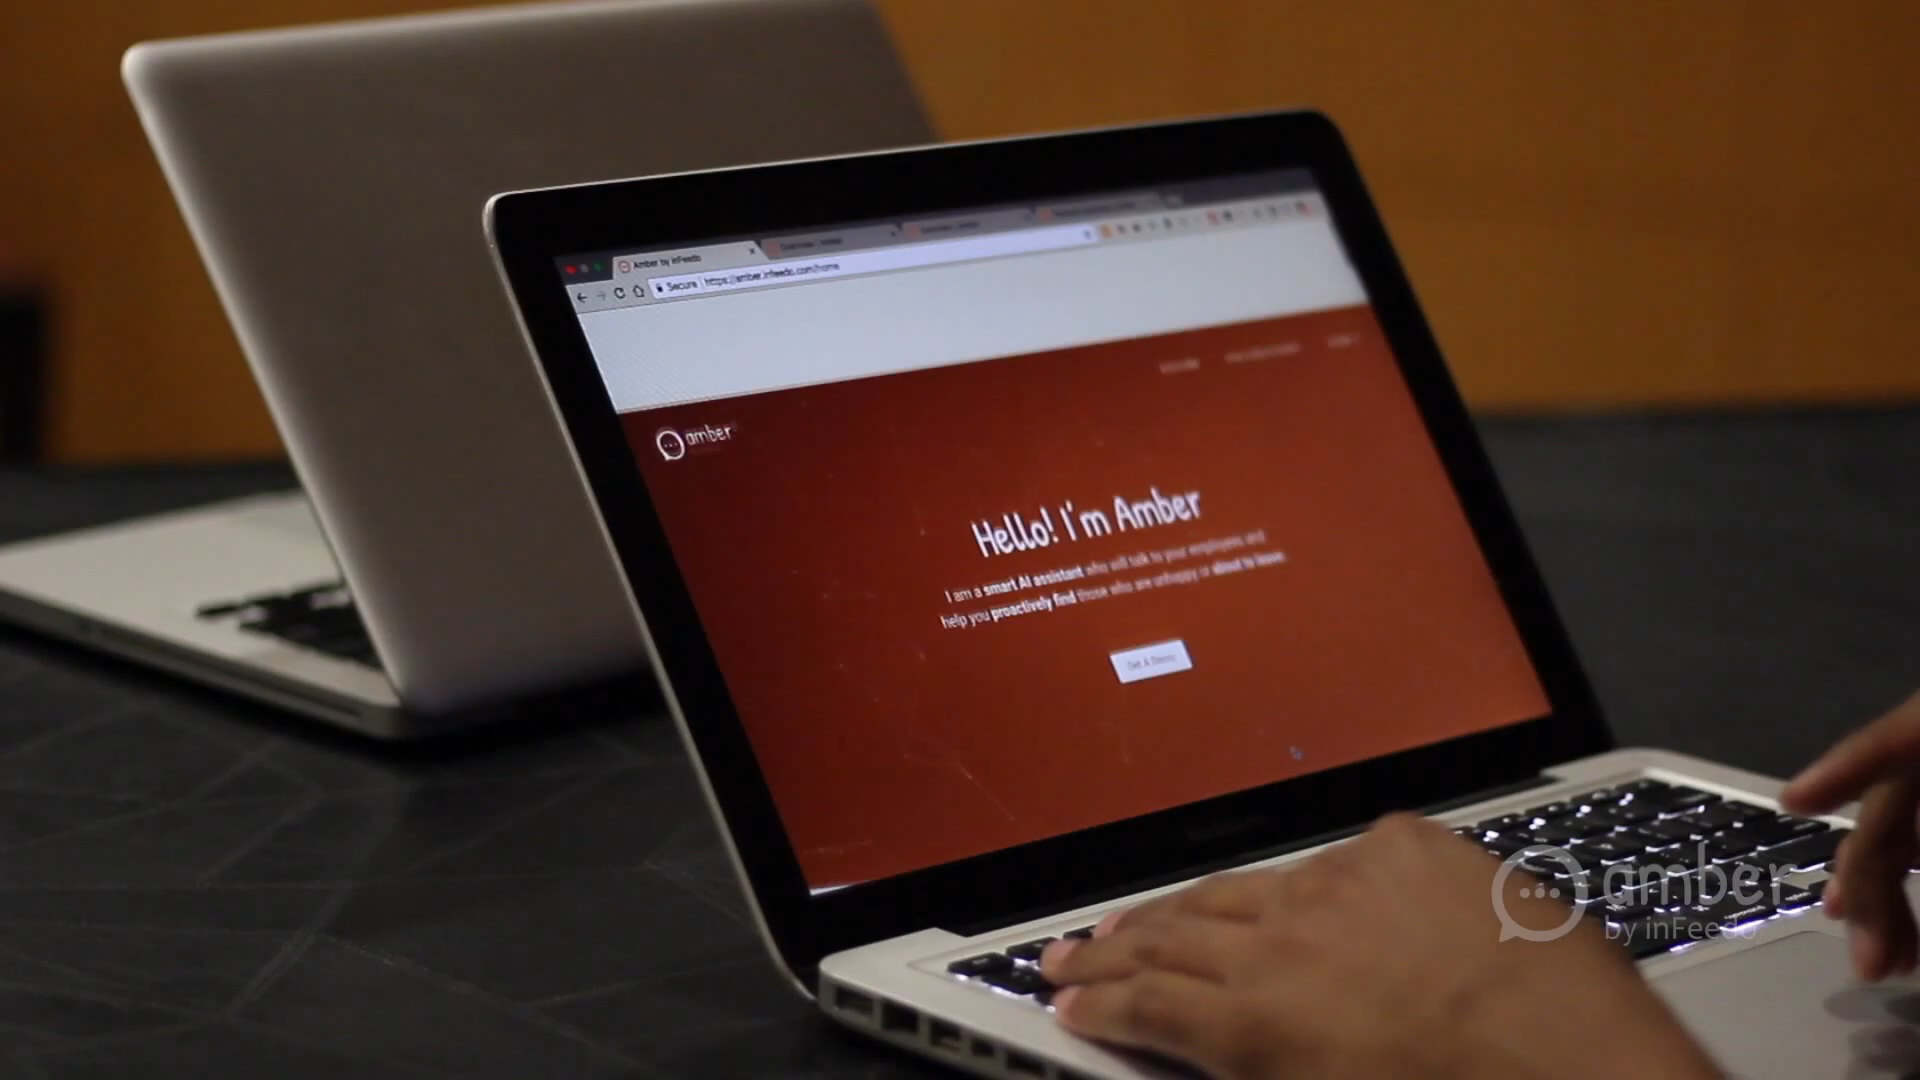 Amber by inFeedo
Secure https://amber.infeedo.com/home
amber
Hello! I'm Amber
I am a smart AI assistant who will talk to your employees and
help you proactively find those who are unhappy or about to leave.
Get A Demo
amber
by inFeedo